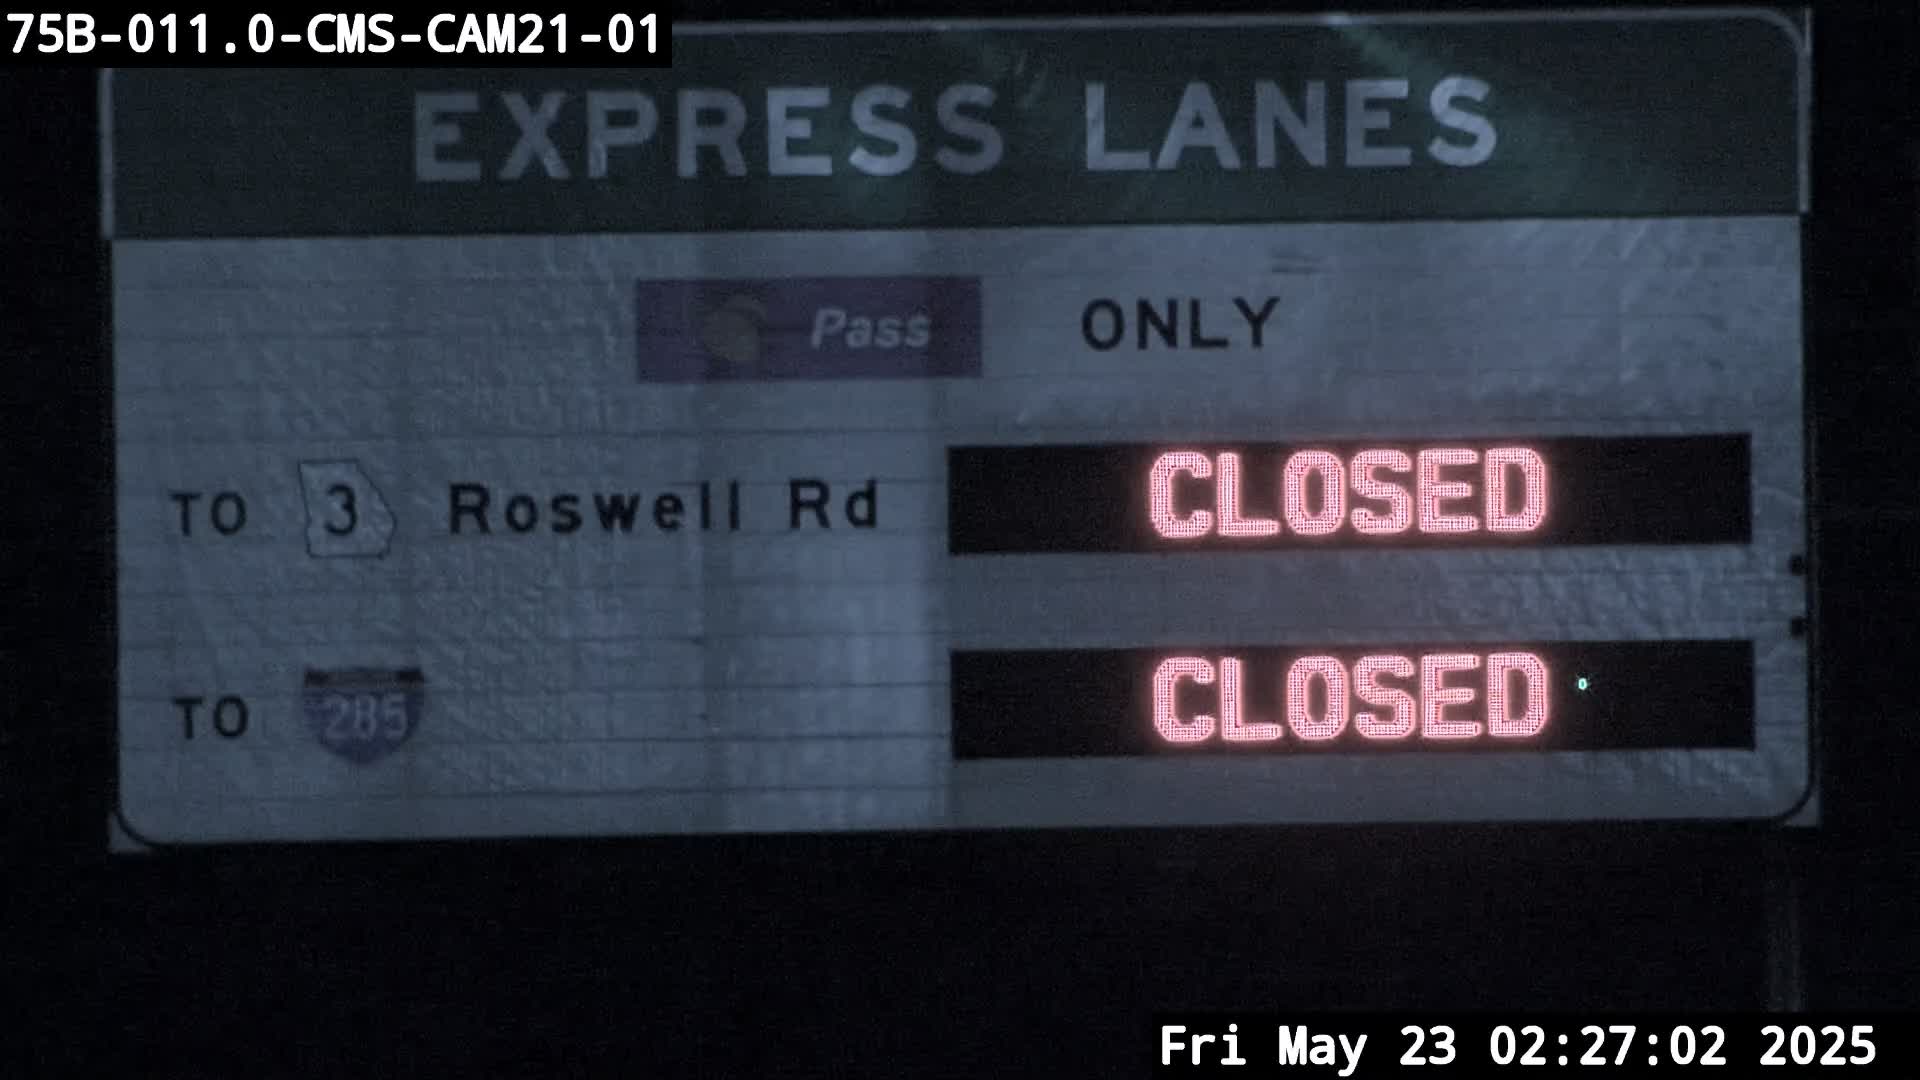 75B-011.0-CMS-CAM21-01
EXPRESS LANES
Pass ONLY
TO 3 Roswell Rd CLOSED
TO 285 CLOSED
Fri May 23 02:27:02 2025